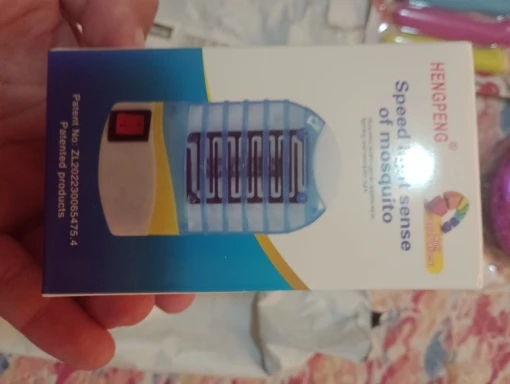 HENGPENG®
Speed light sense
of mosquito
Patent No: ZL202230065475.4
Patented products